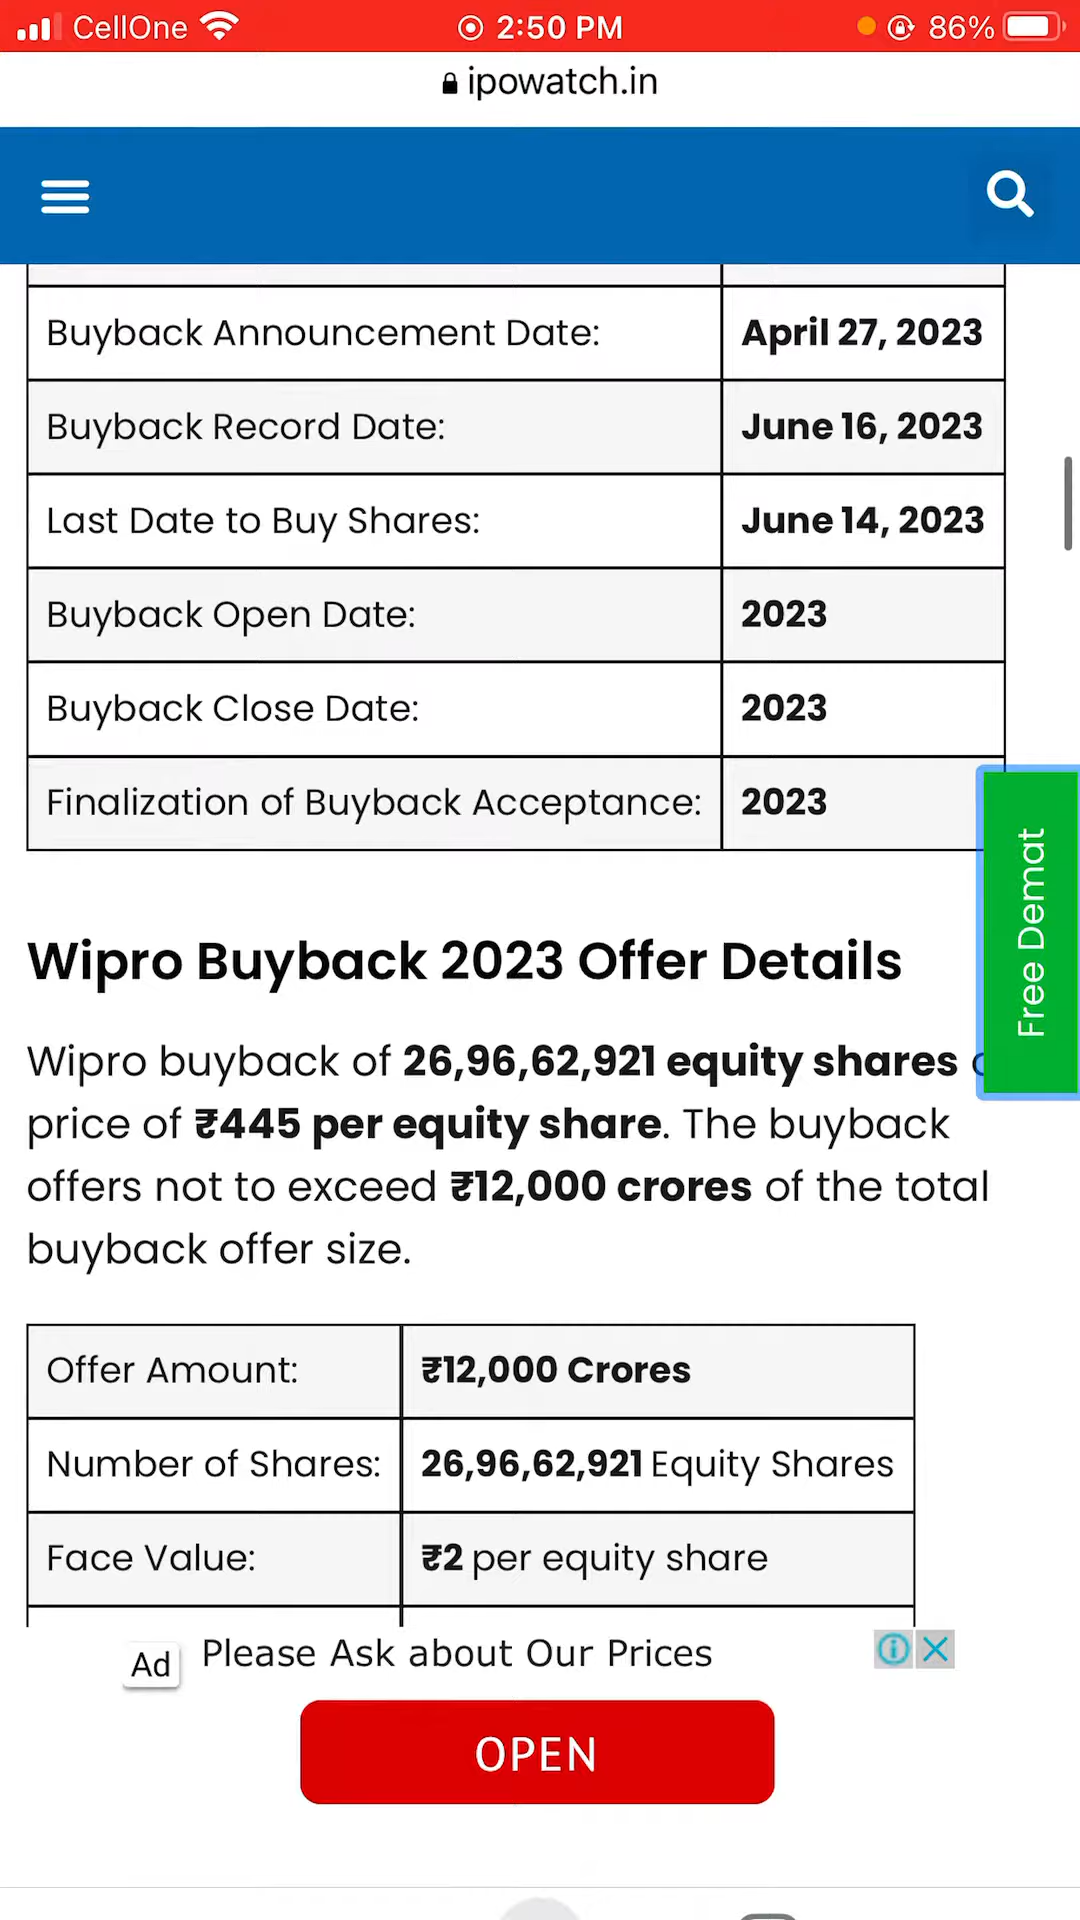 CellOne 2:50 PM 86%
ipowatch.in
Buyback Announcement Date: April 27, 2023
Buyback Record Date: June 16, 2023
Last Date to Buy Shares: June 14, 2023
Buyback Open Date: 2023
Buyback Close Date: 2023
Finalization of Buyback Acceptance: 2023
Free Demat
Wipro Buyback 2023 Offer Details
Wipro buyback of 26,96,62,921 equity shares
price of ₹445 per equity share. The buyback
offers not to exceed ₹12,000 crores of the total
buyback offer size.
Offer Amount: ₹12,000 Crores
Number of Shares: 26,96,62,921 Equity Shares
Face Value: ₹2 per equity share
Ad Please Ask about Our Prices
OPEN